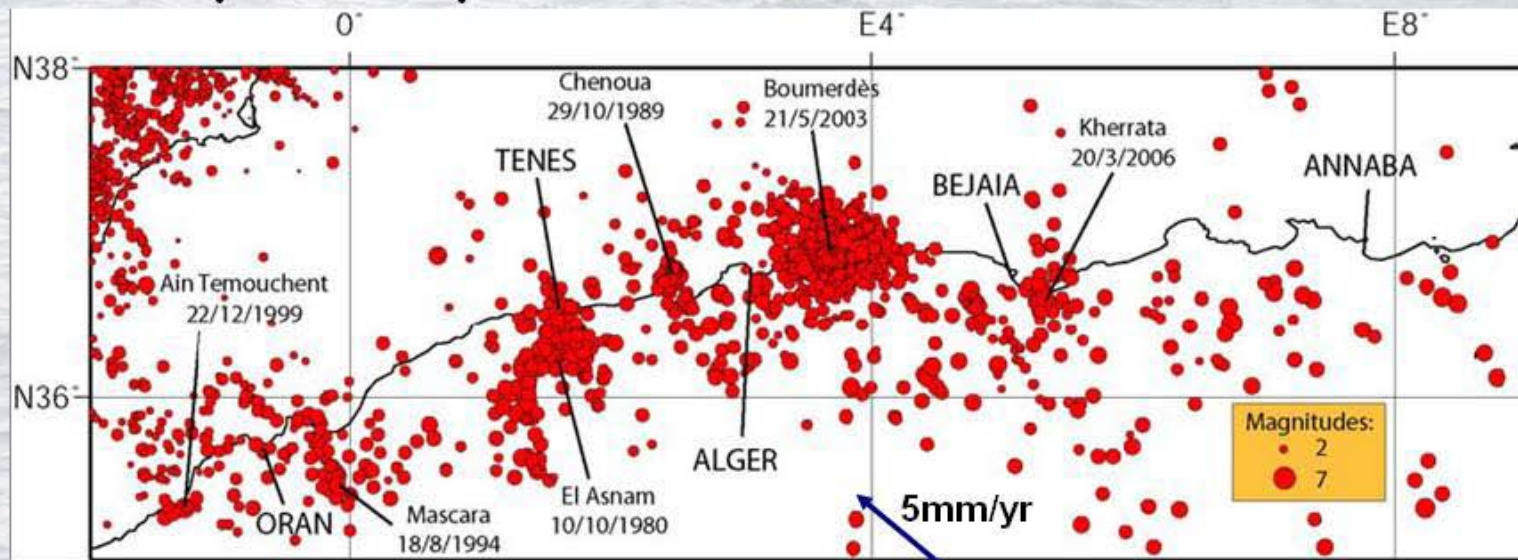 0°
E4°
E8°
N38°
Chenoua
29/10/1989
Boumerdès
21/5/2003
Kherrata
20/3/2006
TENES
BEJAIA
ANNABA
Ain Temouchent
22/12/1999
N36°
Magnitudes:
2
7
ALGER
El Asnam
10/10/1980
5mm/yr
ORAN
Mascara
18/8/1994